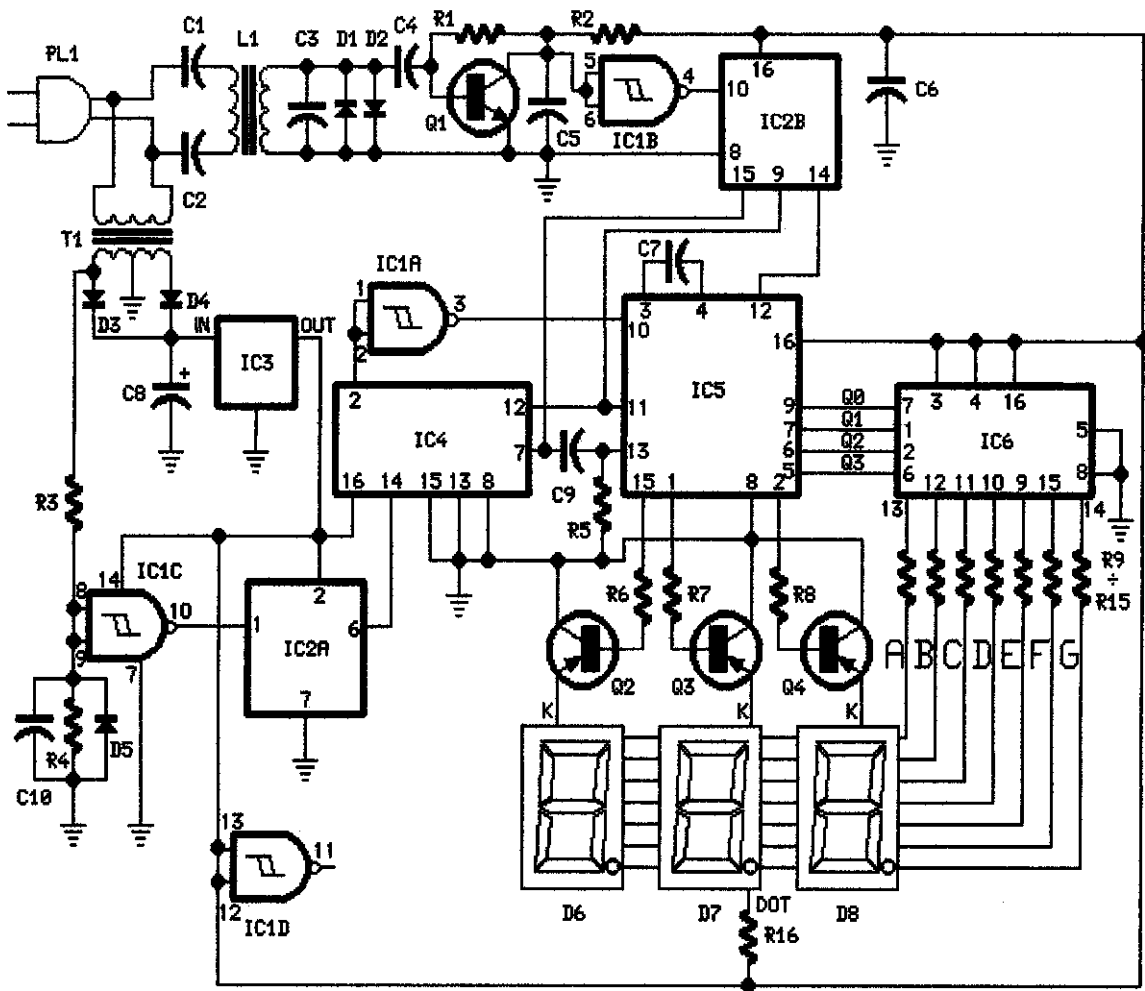 PL1
C1
L1
C3
D1
D2
C4
R1
R2
Q1
C5
5
6
4
IC1B
16
10
IC2B
8
15
9
14
C6
C2
T1
D3
D4
IN
OUT
IC3
C8
+
IC1A
1
2
3
C7
3
4
12
10
16
IC5
11
13
9
7
6
5
15
1
8
2
Q0
Q1
Q2
Q3
3
4
16
7
1
2
6
IC6
5
8
13
12
11
10
9
15
14
2
12
IC4
7
16
14
15
13
8
C9
R5
R3
IC1C
14
8
9
10
7
1
2
6
IC2A
7
R6
R7
R8
R9
÷
R15
Q2
Q3
Q4
A B C D E F G
K
K
K
C10
R4
D5
13
12
11
IC1D
D6
D7
DOT
D8
R16